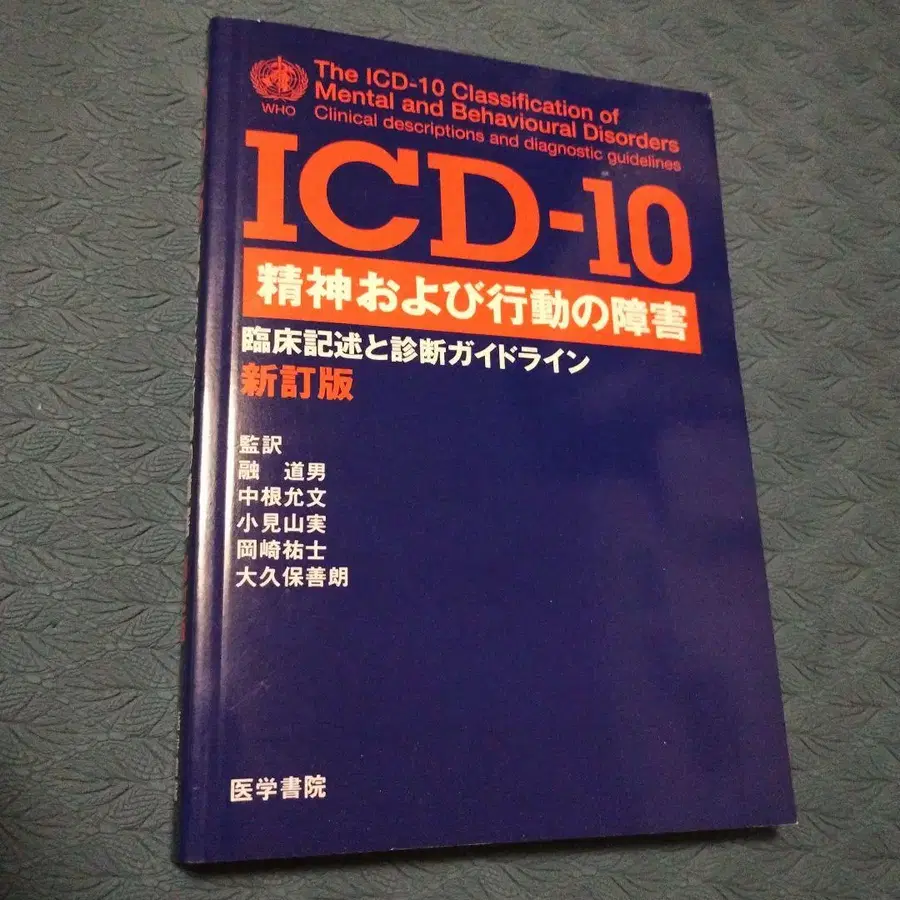 The ICD-10 Classification of
Mental and Behavioural Disorders
Clinical descriptions and diagnostic guidelines
WHO
ICD-10
精神および行動の障害
臨床記述と診断ガイドライン
新訂版
監訳
融 道男
中根允文
小見山実
岡崎祐士
大久保善朗
医学書院